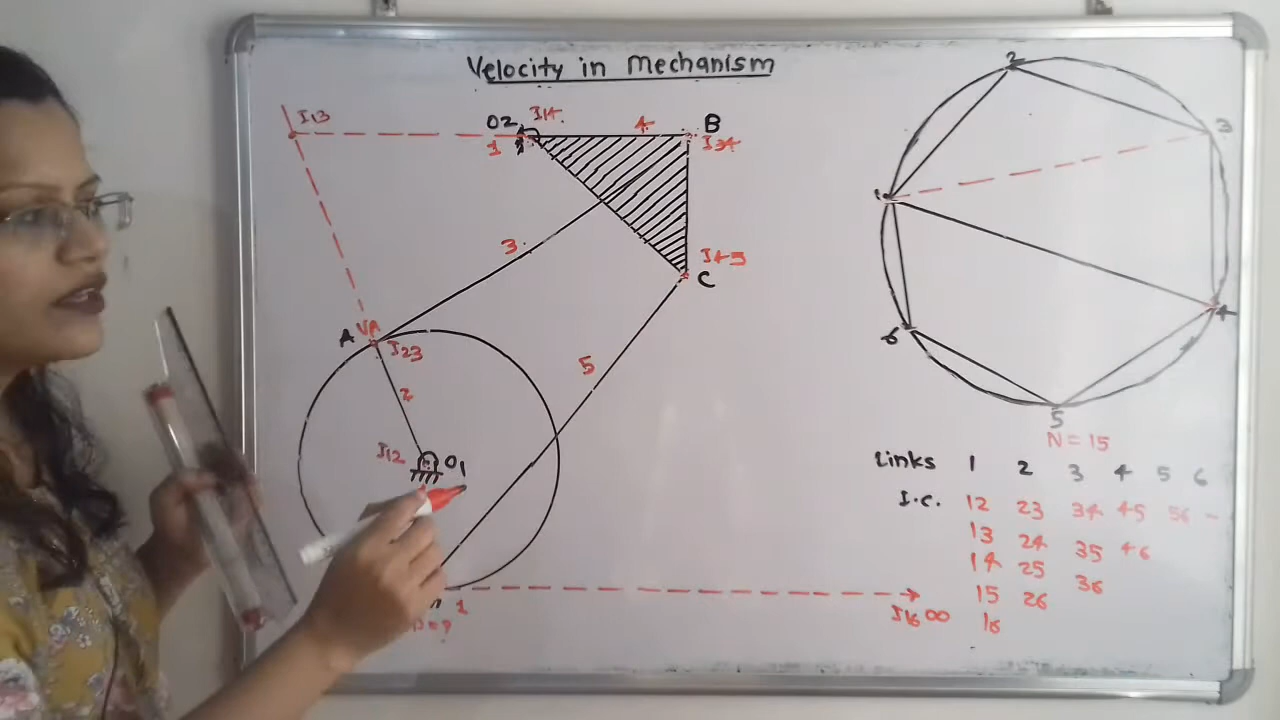 Velocity in Mechanism
I13
O2 I14 4 B
1 I34
3
I45
C
A VA I23
5
2
I12 O1
1
I16 ∞
2
3
1
4
6
5
N = 15
Links 1 2 3 4 5 6
I.C. 12 23 34 45 56 –
13 24 35 46
14 25 36
15 26
16